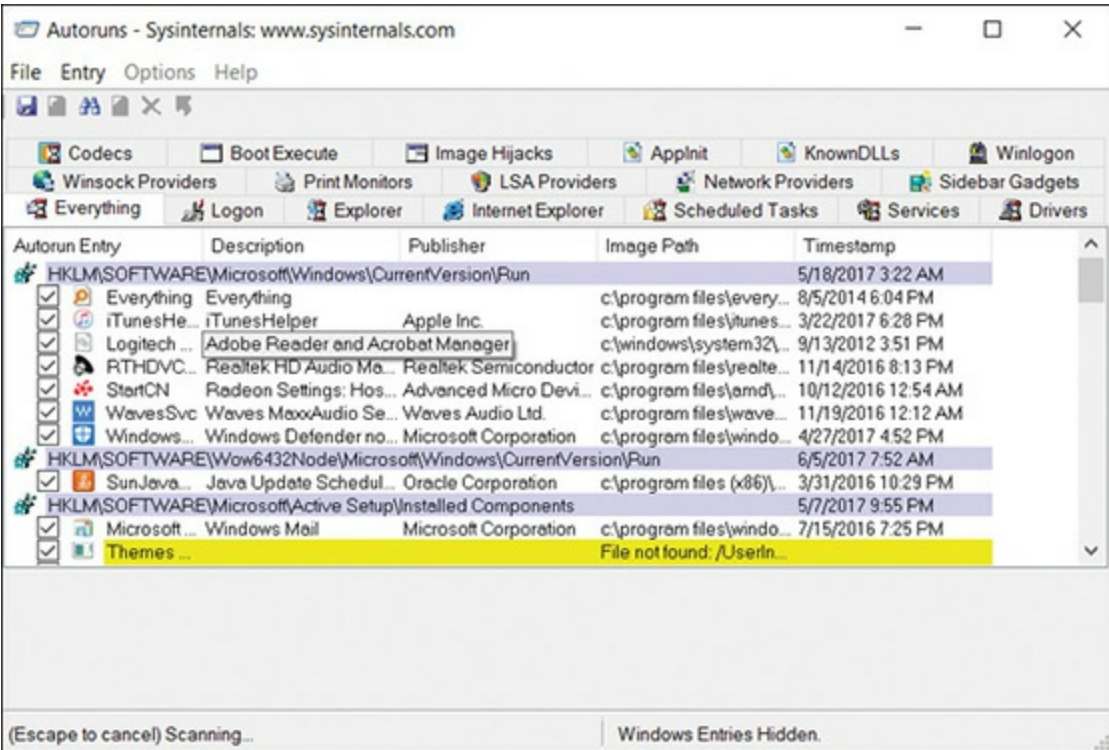 Autoruns - Sysinternals: www.sysinternals.com
File Entry Options Help
Codecs Boot Execute Image Hijacks AppInit KnownDLLs Winlogon
Winsock Providers Print Monitors LSA Providers Network Providers Sidebar Gadgets
Everything Logon Explorer Internet Explorer Scheduled Tasks Services Drivers
Autorun Entry Description Publisher Image Path Timestamp
HKLM\SOFTWARE\Microsoft\Windows\CurrentVersion\Run 5/18/2017 3:22 AM
Everything Everything c:\program files\every... 8/5/2014 6:04 PM
iTunesHe... iTunesHelper Apple Inc. c:\program files\itunes... 3/22/2017 6:28 PM
Logitech ... Adobe Reader and Acrobat Manager c:\windows\system32\... 9/13/2012 3:51 PM
RTHDVC... Realtek HD Audio Ma... Realtek Semiconductor c:\program files\realte... 11/14/2016 8:13 PM
StartCN Radeon Settings: Hos... Advanced Micro Devi... c:\program files\amd\... 10/12/2016 12:54 AM
WavesSvc Waves MaxxAudio Se... Waves Audio Ltd. c:\program files\wave... 11/19/2016 12:12 AM
Windows... Windows Defender no... Microsoft Corporation c:\program files\windo... 4/27/2017 4:52 PM
HKLM\SOFTWARE\Wow6432Node\Microsoft\Windows\CurrentVersion\Run 6/5/2017 7:52 AM
SunJava... Java Update Schedul... Oracle Corporation c:\program files (x86)\... 3/31/2016 10:29 PM
HKLM\SOFTWARE\Microsoft\Active Setup\Installed Components 5/7/2017 9:55 PM
Microsoft ... Windows Mail Microsoft Corporation c:\program files\windo... 7/15/2016 7:25 PM
Themes ... File not found: /UserIn...
(Escape to cancel) Scanning... Windows Entries Hidden.